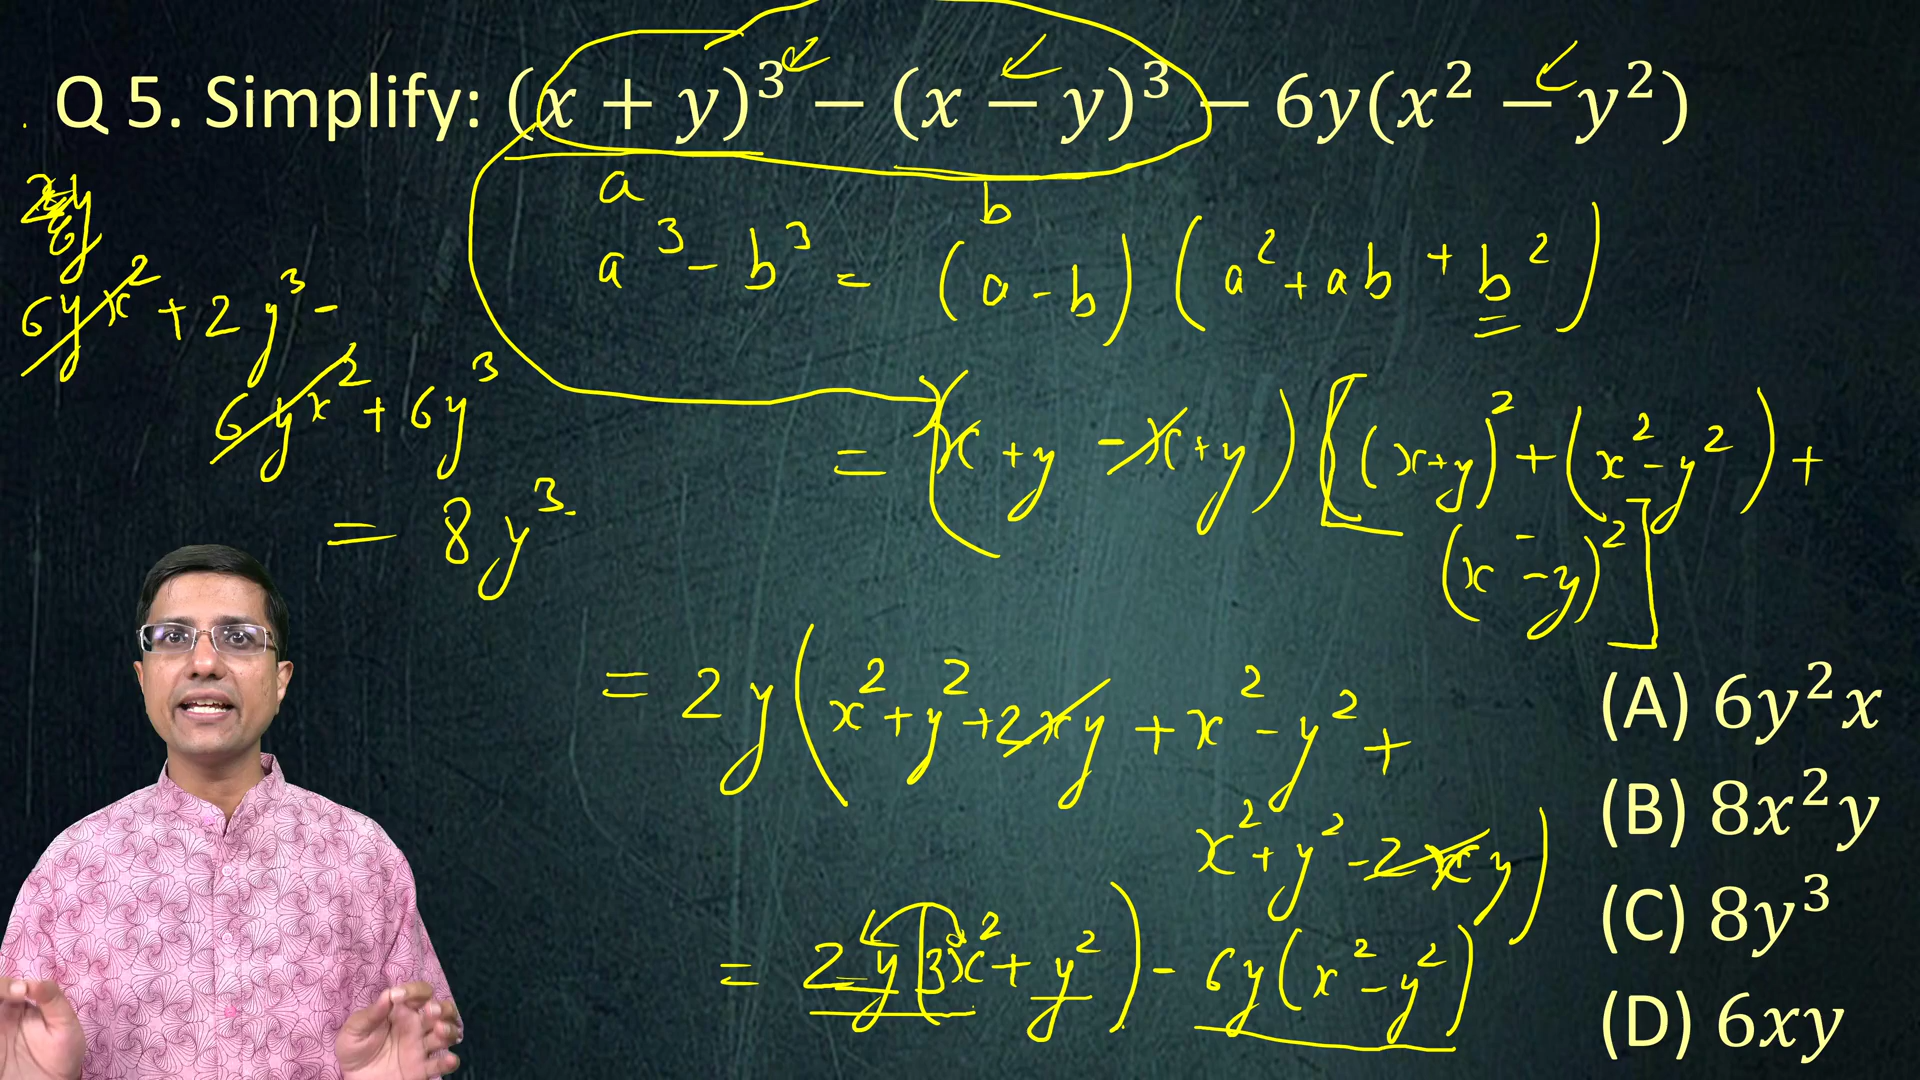 Q 5. Simplify: (x + y)³ − (x − y)³ − 6y(x² − y²)
a
b
a³ - b³ = (a - b) (a² + ab + b²)
= (x + y - x + y) [(x+y)² + (x² - y²) +
(x - y)²]
= 2y (x² + y² + 2xy + x² - y² +
x² + y² - 2xy)
= 2y (3x² + y²) - 6y (x² - y²)
6yx² + 2y³ -
6yx² + 6y³
= 8y³
(A) 6y²x
(B) 8x²y
(C) 8y³
(D) 6xy